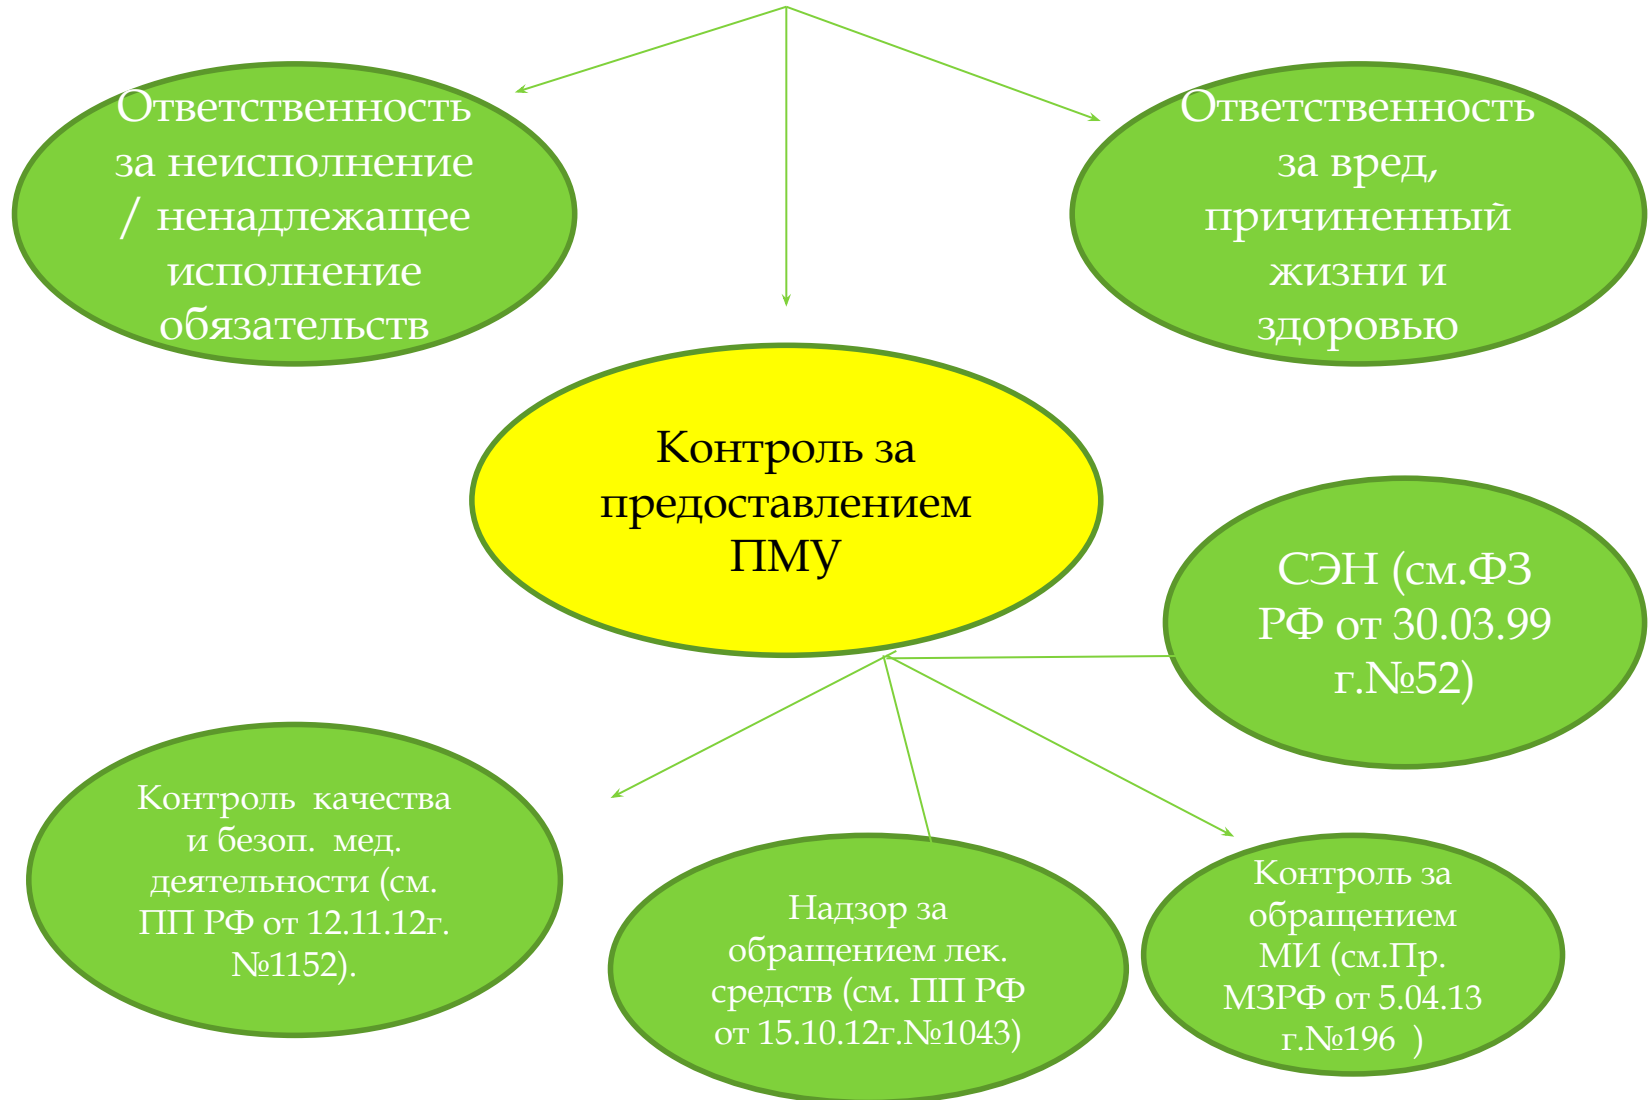 Ответственность
за неисполнение
/ ненадлежащее
исполнение
обязательств
Ответственность
за вред,
причиненный
жизни и
здоровью
Контроль за
предоставлением
ПМУ
СЭН (см.ФЗ
РФ от 30.03.99
г.№52)
Контроль  качества
и безоп.  мед.
деятельности (см.
ПП РФ от 12.11.12г.
№1152).
Надзор за
обращением лек.
средств (см. ПП РФ
от 15.10.12г.№1043)
Контроль за
обращением
МИ (см.Пр.
МЗРФ от 5.04.13
г.№196  )